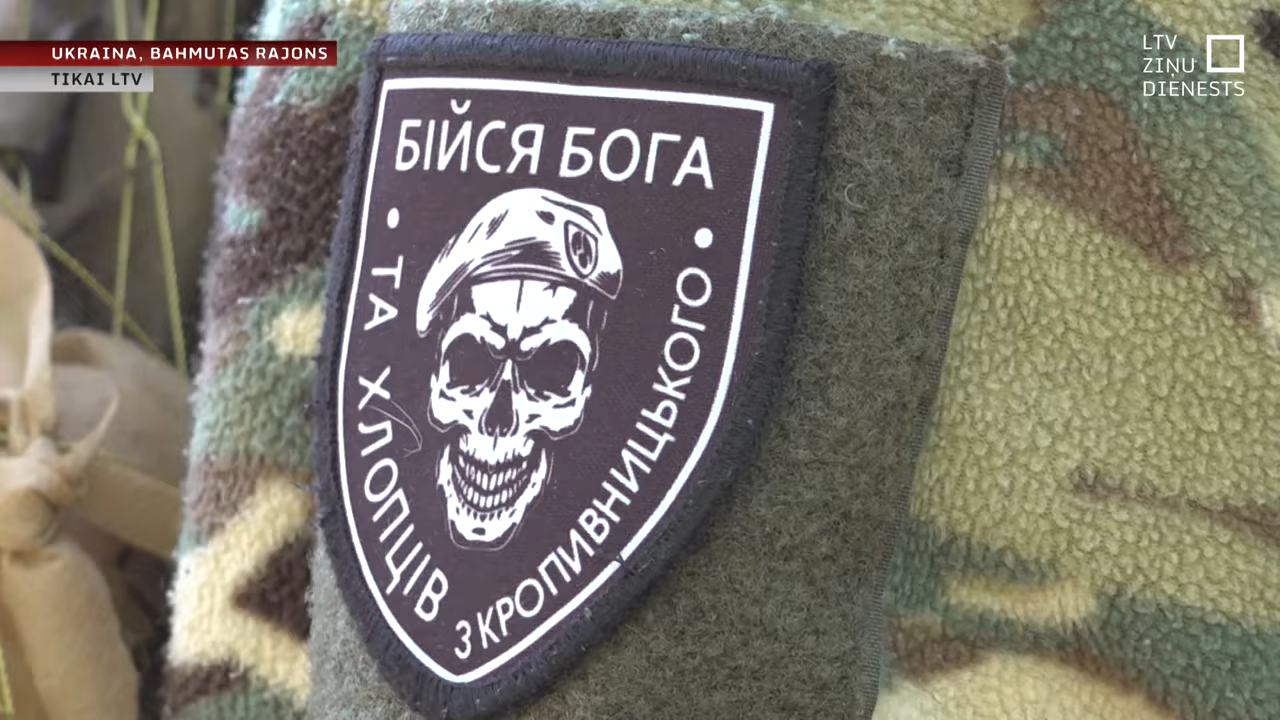 UKRAINA, BAHMUTAS RAJONS
TIKAI LTV
LTV
ZIŅU
DIENESTS
БІЙСЯ БОГА
• ТА ХЛОПЦІВ
З КРОПИВНИЦЬКОГО •